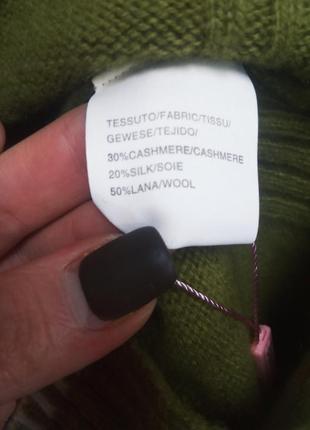 TESSUTO/FABRIC/TISSU/
GEWESE/TEJIDO/
30%CASHMERE/CASHMERE
20%SILK/SOIE
50%LANA/WOOL